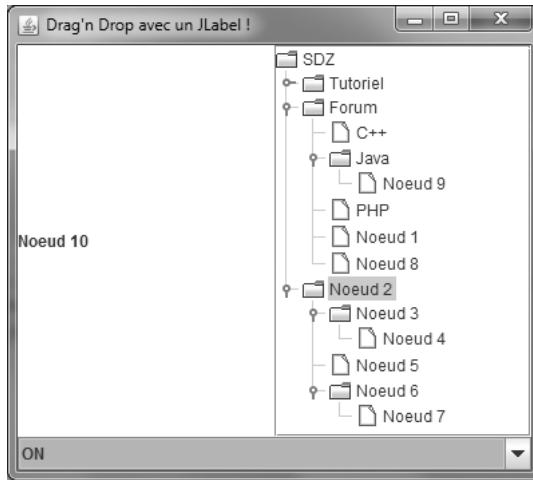 Drag'n Drop avec un JLabel !
SDZ
Tutoriel
Forum
C++
Java
Noeud 9
PHP
Noeud 10
Noeud 1
Noeud 8
Noeud 2
Noeud 3
Noeud 4
Noeud 5
Noeud 6
Noeud 7
ON